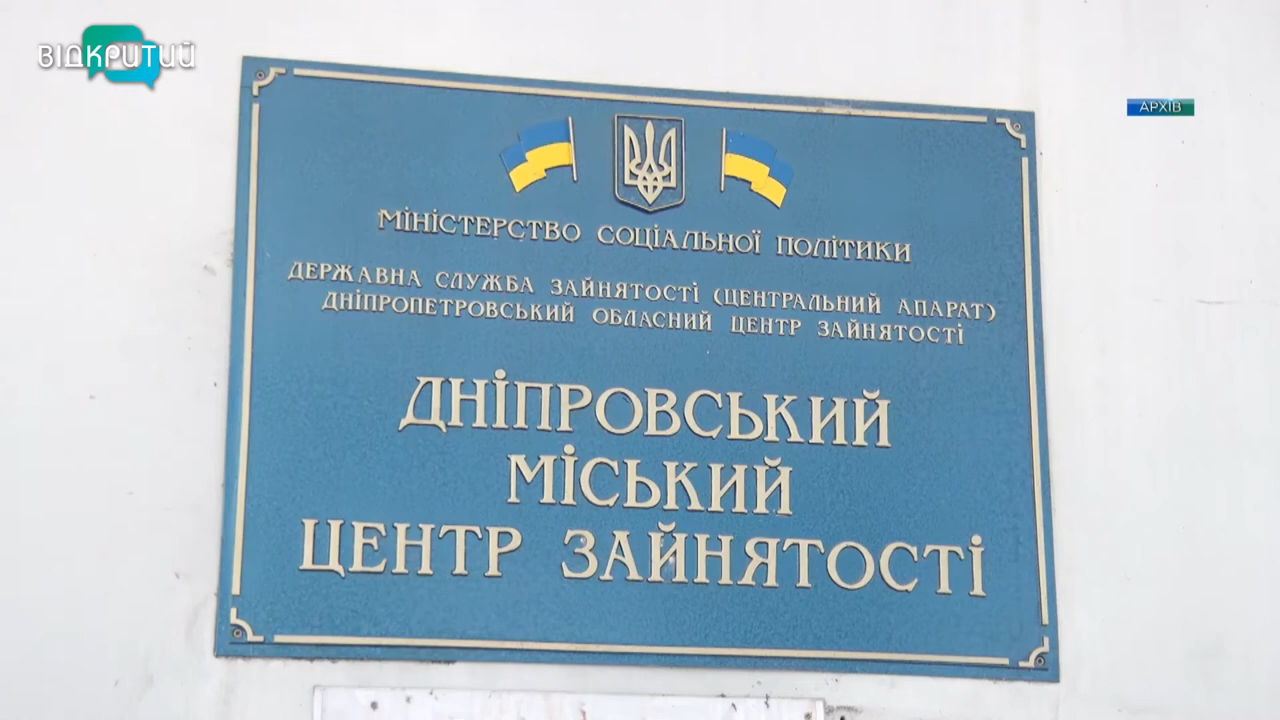 ВІДКРИТИЙ
АРХІВ
МІНІСТЕРСТВО СОЦІАЛЬНОЇ ПОЛІТИКИ
ДЕРЖАВНА СЛУЖБА ЗАЙНЯТОСТІ (ЦЕНТРАЛЬНИЙ АПАРАТ)
ДНІПРОПЕТРОВСЬКИЙ ОБЛАСНИЙ ЦЕНТР ЗАЙНЯТОСТІ
ДНІПРОВСЬКИЙ
МІСЬКИЙ
ЦЕНТР ЗАЙНЯТОСТІ